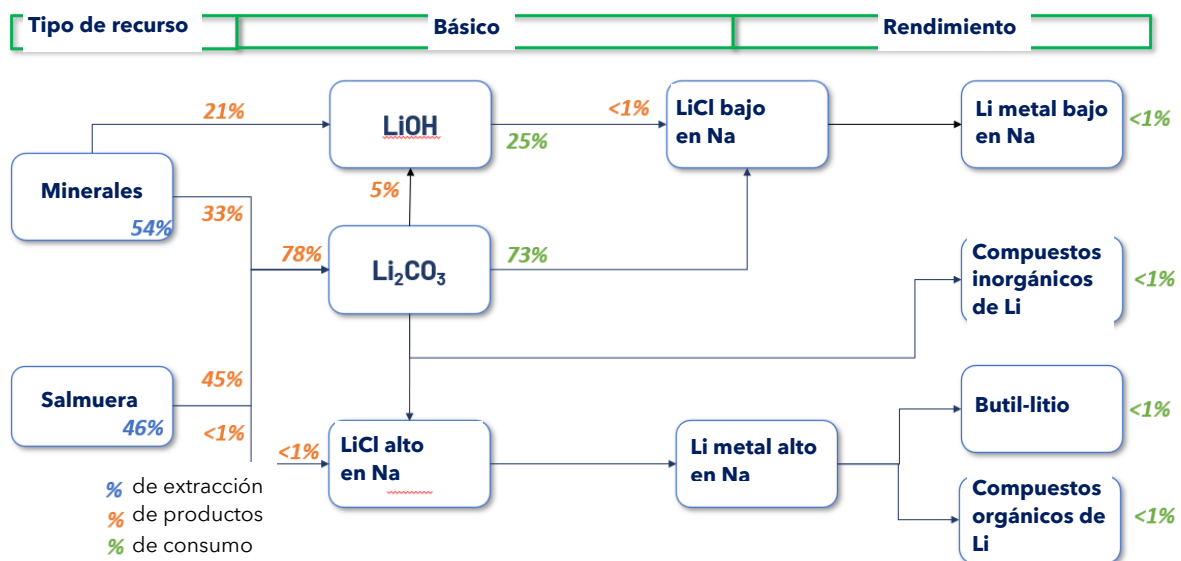 Tipo de recurso
Básico
Rendimiento
21%
LiOH
<1%
25%
LiCl bajo
en Na
Li metal bajo
en Na
<1%
Minerales
54%
33%
5%
78%
Li₂CO₃
73%
Compuestos
inorgánicos
de Li
<1%
Salmuera
46%
45%
<1%
<1%
LiCl alto
en Na
Li metal alto
en Na
Butil-litio
<1%
Compuestos
orgánicos de
Li
<1%
% de extracción
% de productos
% de consumo